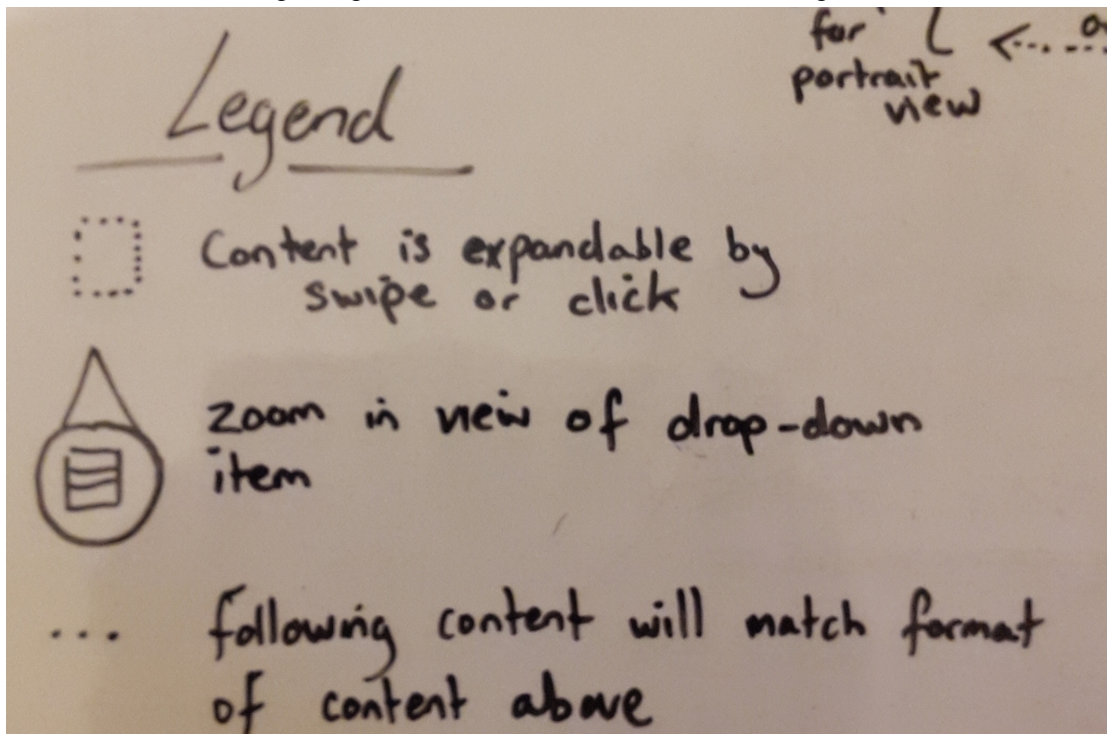 for
portrait
view
Legend
Content is expandable by
swipe or click
zoom in view of drop-down
item
... following content will match format
of content above